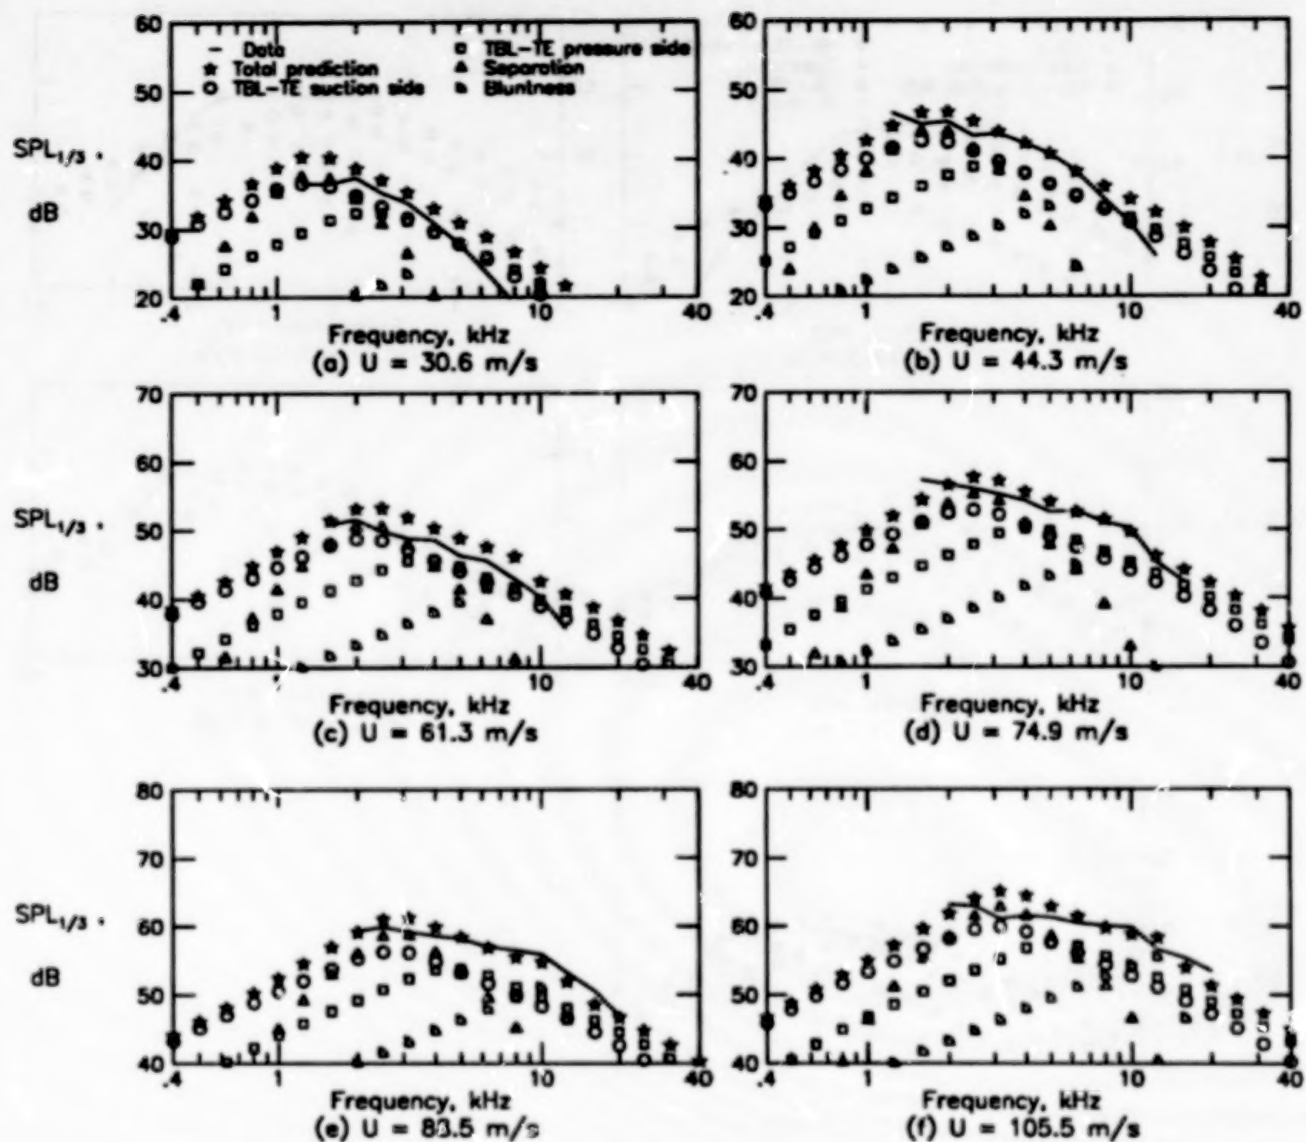 60
50
SPL1/3 , 40
dB 30
20
— Data
★ Total prediction
○ TBL-TE suction side
□ TBL-TE pressure side
△ Separation
Bluntness
.4 1 10 40
Frequency, kHz
(a) U = 30.6 m/s
60
50
40
30
20
.4 1 10 40
Frequency, kHz
(b) U = 44.3 m/s
70
60
SPL1/3 , 50
dB 40
30
.4 1 10 40
Frequency, kHz
(c) U = 61.3 m/s
70
60
50
40
30
.4 1 10 40
Frequency, kHz
(d) U = 74.9 m/s
80
70
SPL1/3 , 60
dB 50
40
.4 1 10 40
Frequency, kHz
(e) U = 83.5 m/s
80
70
60
50
40
.4 1 10 40
Frequency, kHz
(f) U = 105.5 m/s